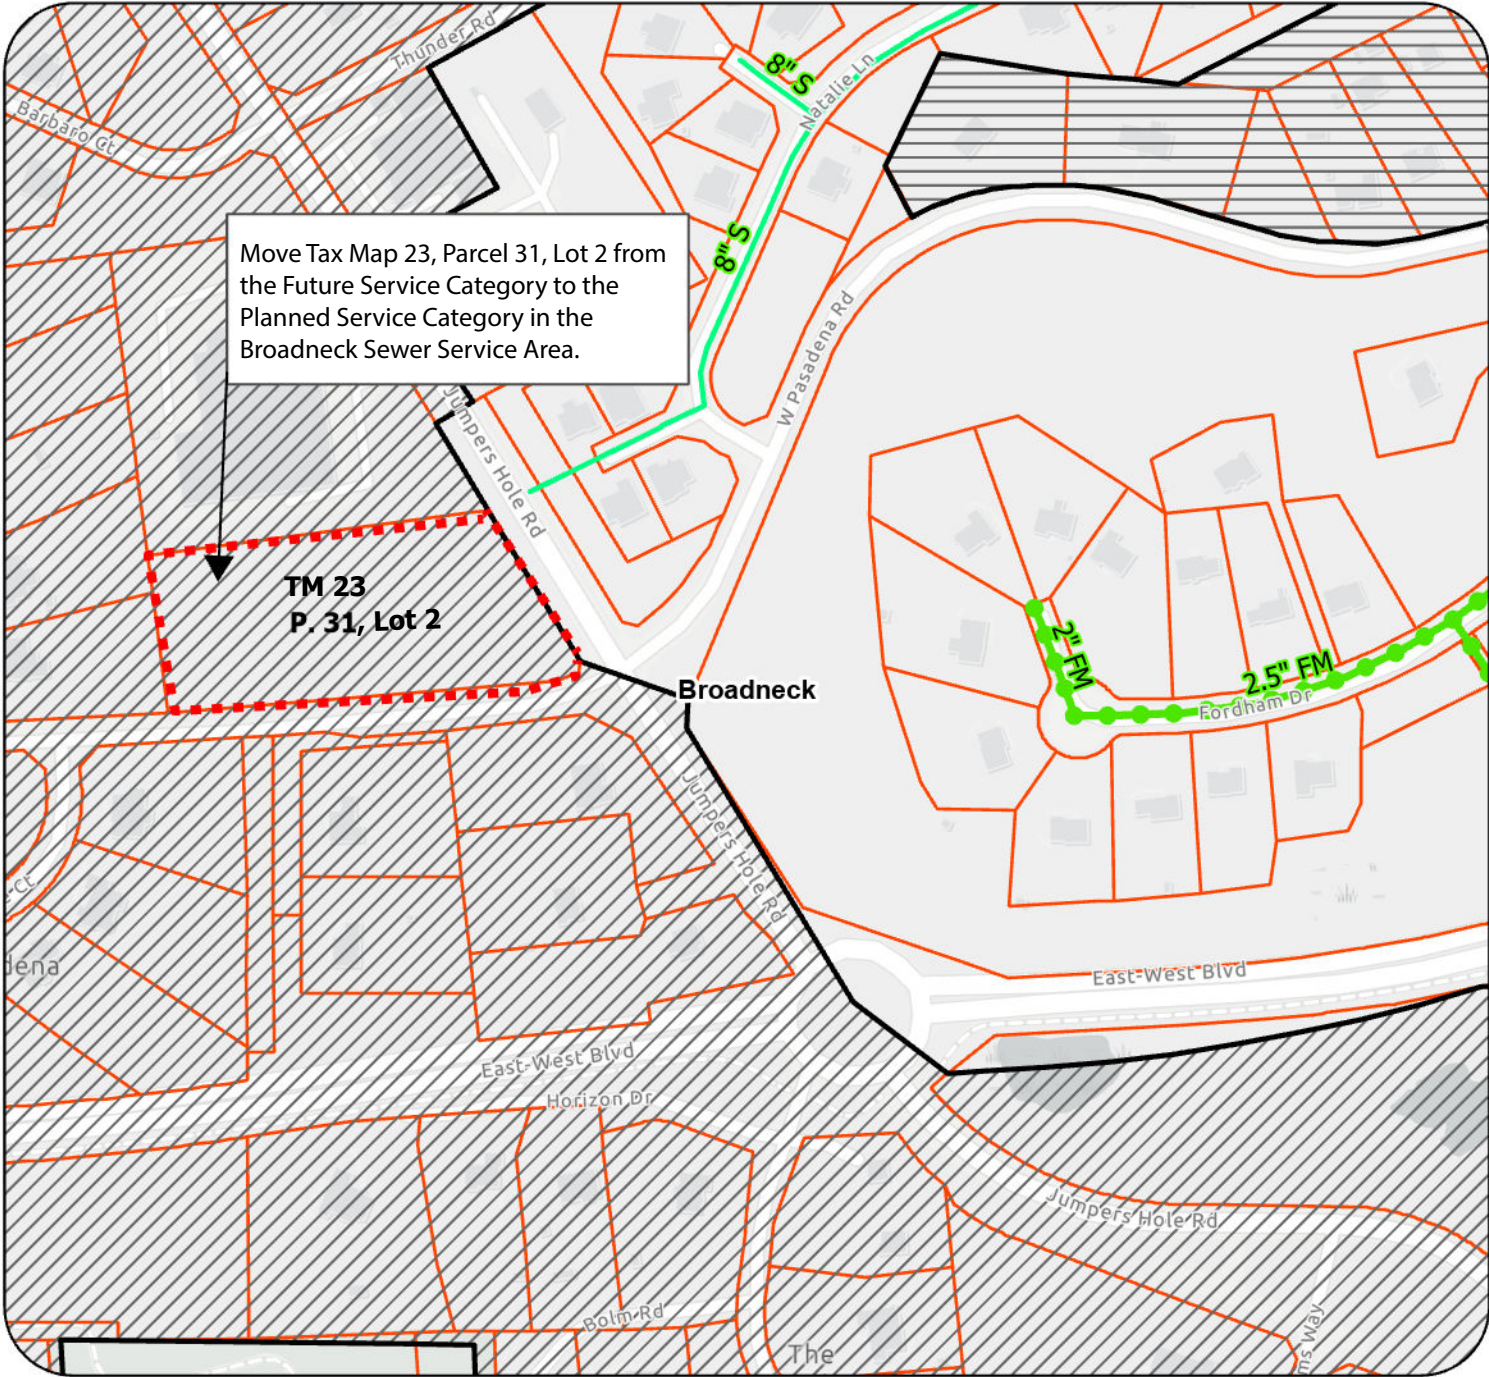 Thunder Rd
Barbaro Ct
8" S
Natalie Ln
8" S
Move Tax Map 23, Parcel 31, Lot 2 from
the Future Service Category to the
Planned Service Category in the
Broadneck Sewer Service Area.
W Pasadena Rd
Jumpers Hole Rd
TM 23
P. 31, Lot 2
2" FM
2.5" FM
Fordham Dr
Broadneck
Jumpers Hole Rd
Ct
dena
East-West Blvd
East-West Blvd
Horizon Dr
Jumpers Hole Rd
Bolm Rd
The
ms Way